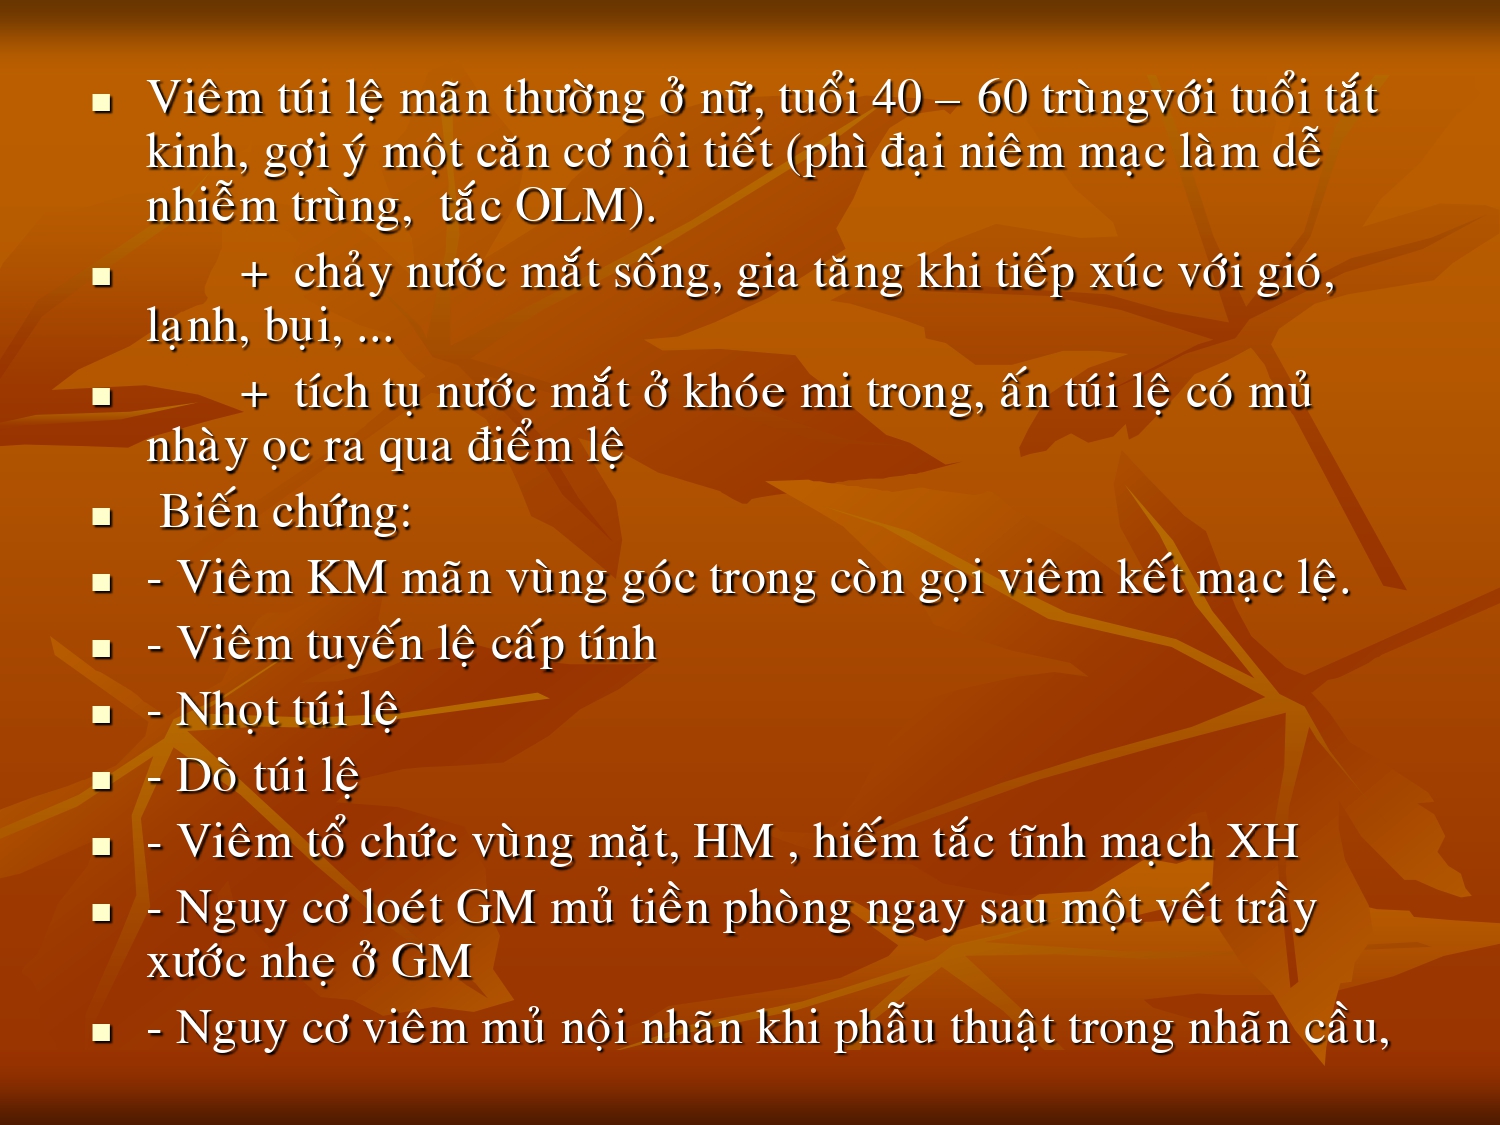 Viêm túi lệ mãn thường ở nữ, tuổi 40 – 60 trùngvới tuổi tắt
kinh, gợi ý một căn cơ nội tiết (phì đại niêm mạc làm dễ
nhiễm trùng, tắc OLM).
+ chảy nước mắt sống, gia tăng khi tiếp xúc với gió,
lạnh, bụi, ...
+ tích tụ nước mắt ở khóe mi trong, ấn túi lệ có mủ
nhày ọc ra qua điểm lệ
Biến chứng:
- Viêm KM mãn vùng góc trong còn gọi viêm kết mạc lệ.
- Viêm tuyến lệ cấp tính
- Nhọt túi lệ
- Dò túi lệ
- Viêm tổ chức vùng mặt, HM , hiếm tắc tĩnh mạch XH
- Nguy cơ loét GM mủ tiền phòng ngay sau một vết trầy
xước nhẹ ở GM
- Nguy cơ viêm mủ nội nhãn khi phẫu thuật trong nhãn cầu,